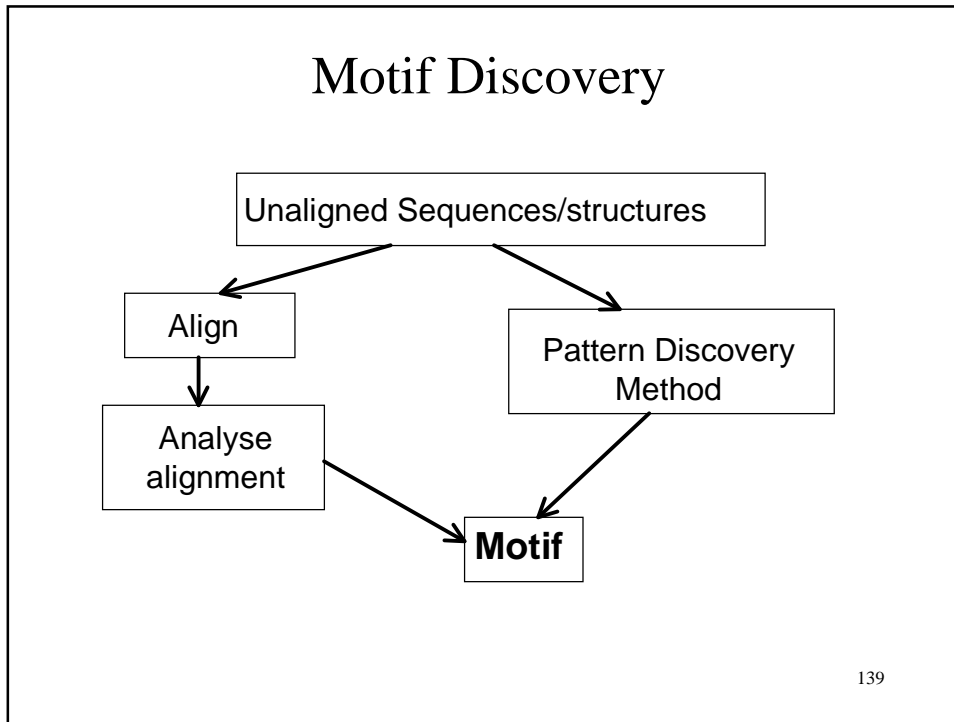 Motif Discovery
Unaligned Sequences/structures
Align
Pattern Discovery
Method
Analyse
alignment
Motif
139